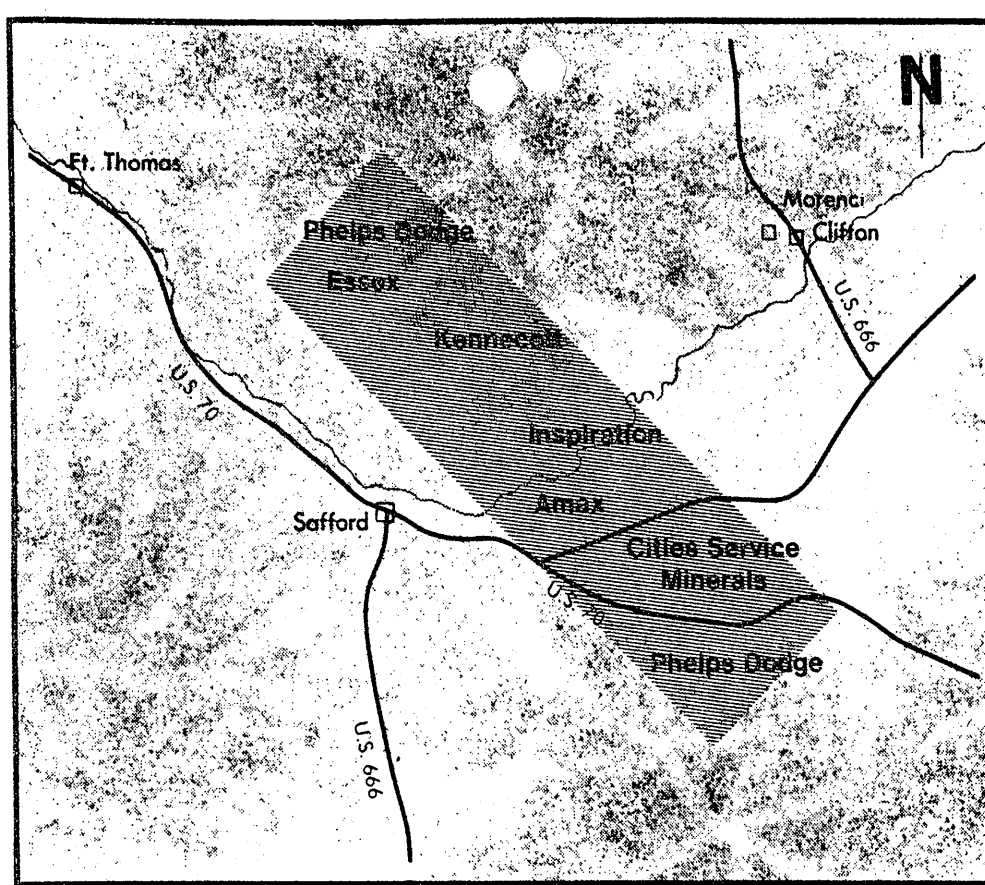 N
Ft. Thomas
Morenci
Clifton
Phelps Dodge
Essex
Kennecott
U.S. 666
U.S. 70
Inspiration
Amax
Safford
Cities Service
Minerals
U.S. 70
Phelps Dodge
U.S. 666